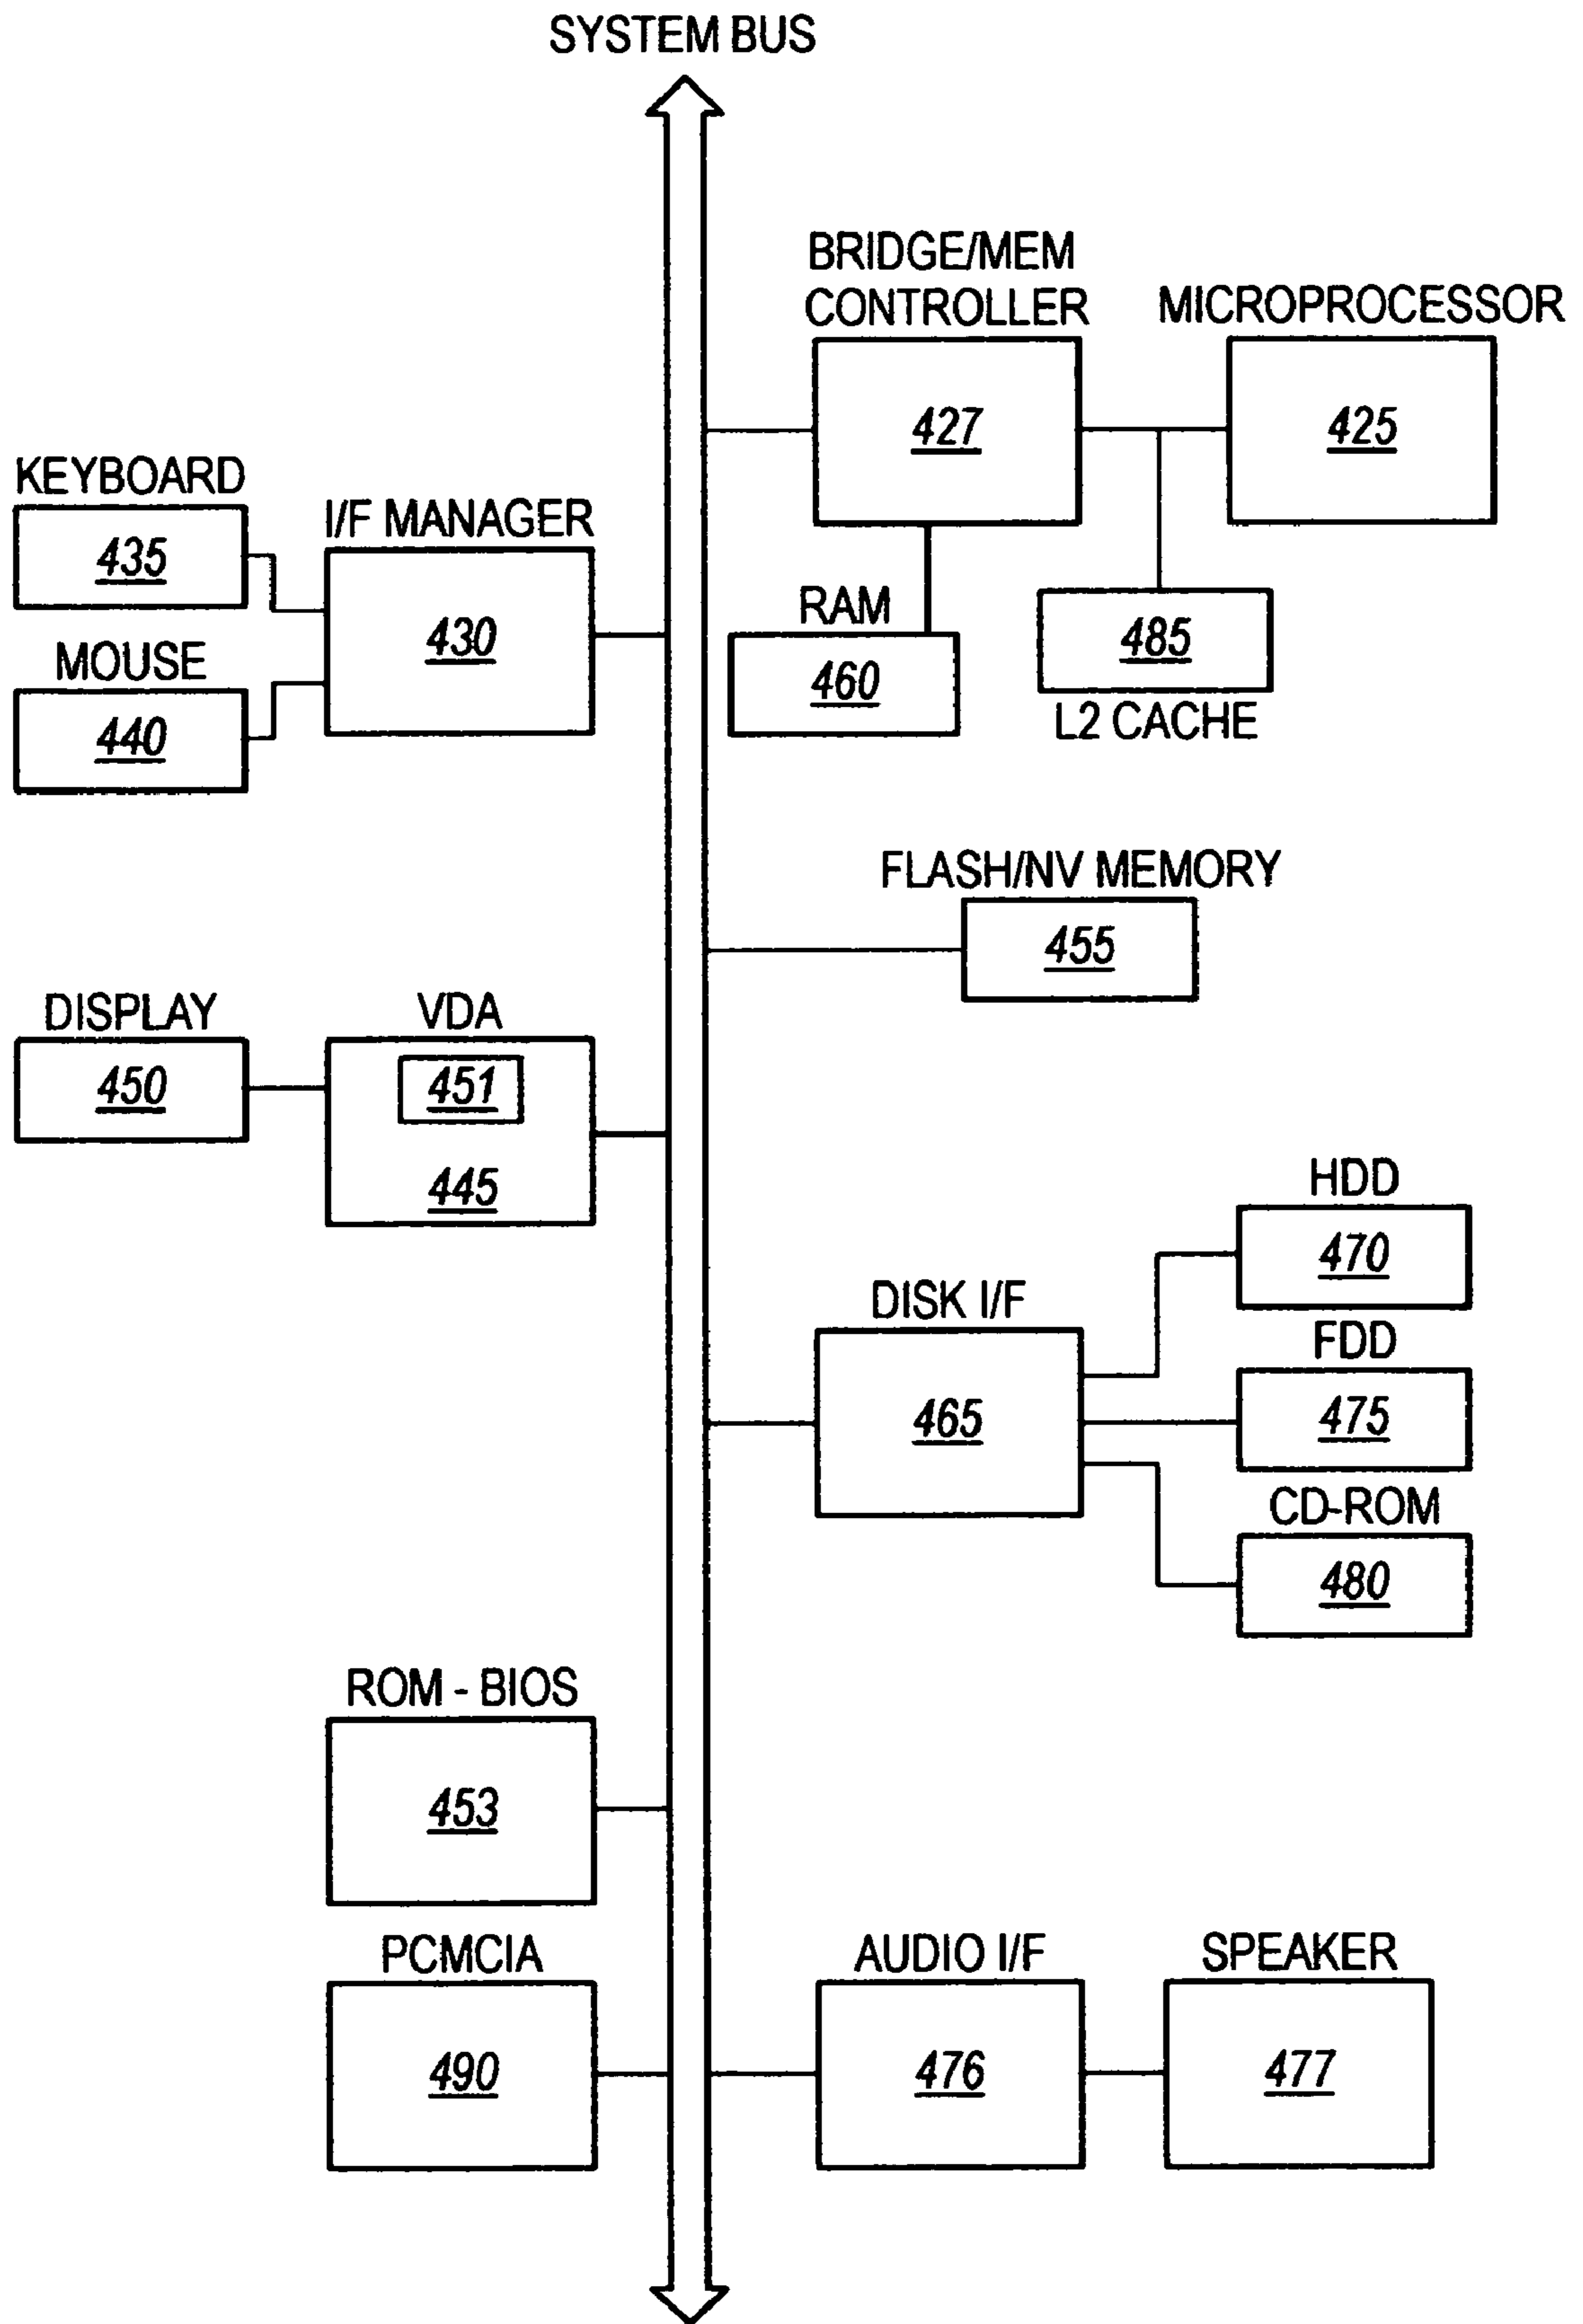 SYSTEM BUS
BRIDGE/MEM
CONTROLLER
427
MICROPROCESSOR
425
KEYBOARD
435
I/F MANAGER
430
MOUSE
440
RAM
460
485
L2 CACHE
FLASH/NV MEMORY
455
DISPLAY
450
VDA
451
445
HDD
470
DISK I/F
465
FDD
475
CD-ROM
480
ROM - BIOS
453
PCMCIA
490
AUDIO I/F
476
SPEAKER
477